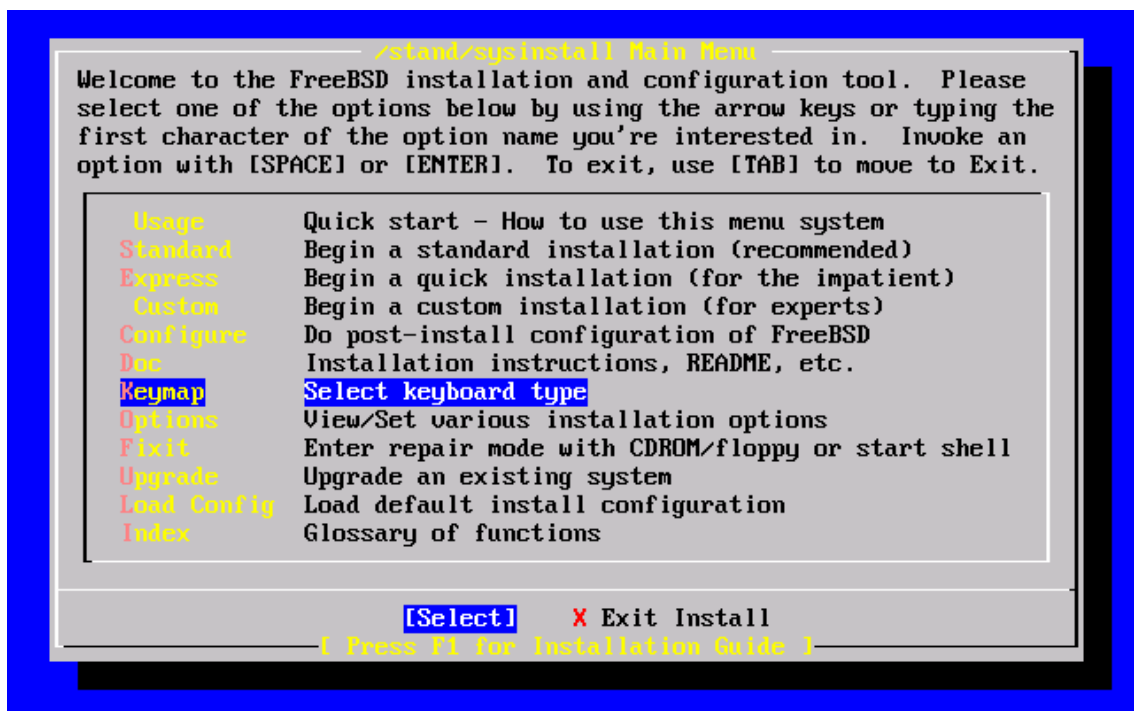 /stand/sysinstall Main Menu
Welcome to the FreeBSD installation and configuration tool.  Please
select one of the options below by using the arrow keys or typing the
first character of the option name you're interested in.  Invoke an
option with [SPACE] or [ENTER].  To exit, use [TAB] to move to Exit.
Usage Quick start - How to use this menu system
Standard Begin a standard installation (recommended)
Express Begin a quick installation (for the impatient)
Custom Begin a custom installation (for experts)
Configure Do post-install configuration of FreeBSD
Doc Installation instructions, README, etc.
Keymap Select keyboard type
Options View/Set various installation options
Fixit Enter repair mode with CDROM/floppy or start shell
Upgrade Upgrade an existing system
Load Config Load default install configuration
Index Glossary of functions
[Select] X Exit Install
[ Press F1 for Installation Guide ]